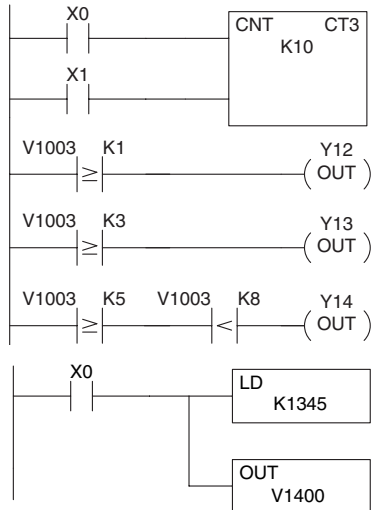 X0
CNT CT3
K10
X1
V1003 K1 Y12
≥ OUT
V1003 K3 Y13
≥ OUT
V1003 K5 V1003 K8 Y14
≥ < OUT
X0
LD
K1345
OUT
V1400